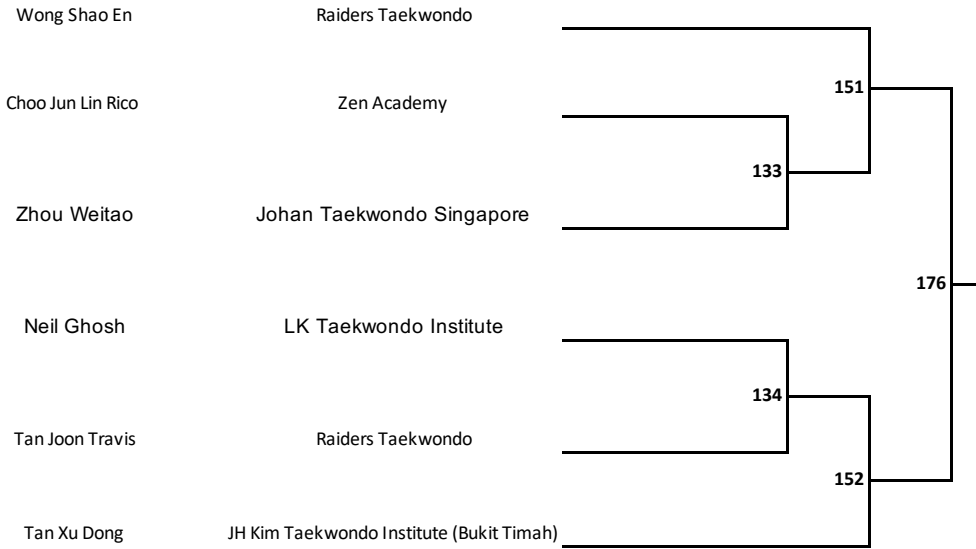 Wong Shao En Raiders Taekwondo
151
Choo Jun Lin Rico Zen Academy
133
Zhou Weitao Johan Taekwondo Singapore
176
Neil Ghosh LK Taekwondo Institute
134
Tan Joon Travis Raiders Taekwondo
152
Tan Xu Dong JH Kim Taekwondo Institute (Bukit Timah)